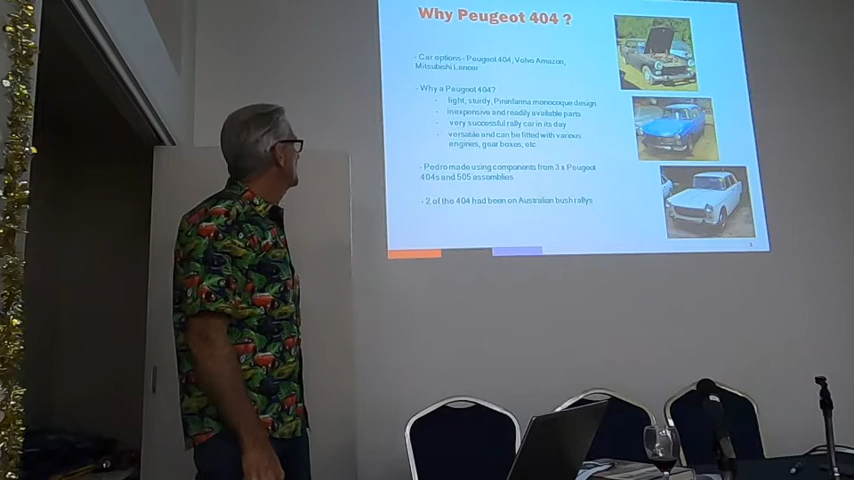 Why Peugeot 404 ?
- Car options - Peugeot 404, Volvo Amazon,
Mitsubishi Lancer
- Why a Peugeot 404?
light, sturdy, Pininfarina monocoque design
inexpensive and readily available parts
very successful rally car in its day
versatile and can be fitted with various
engines, gear boxes, etc
- Pedro made using components from 3 x Peugeot
404s and 505 assemblies
- 2 of the 404 had been on Australian bush rallys